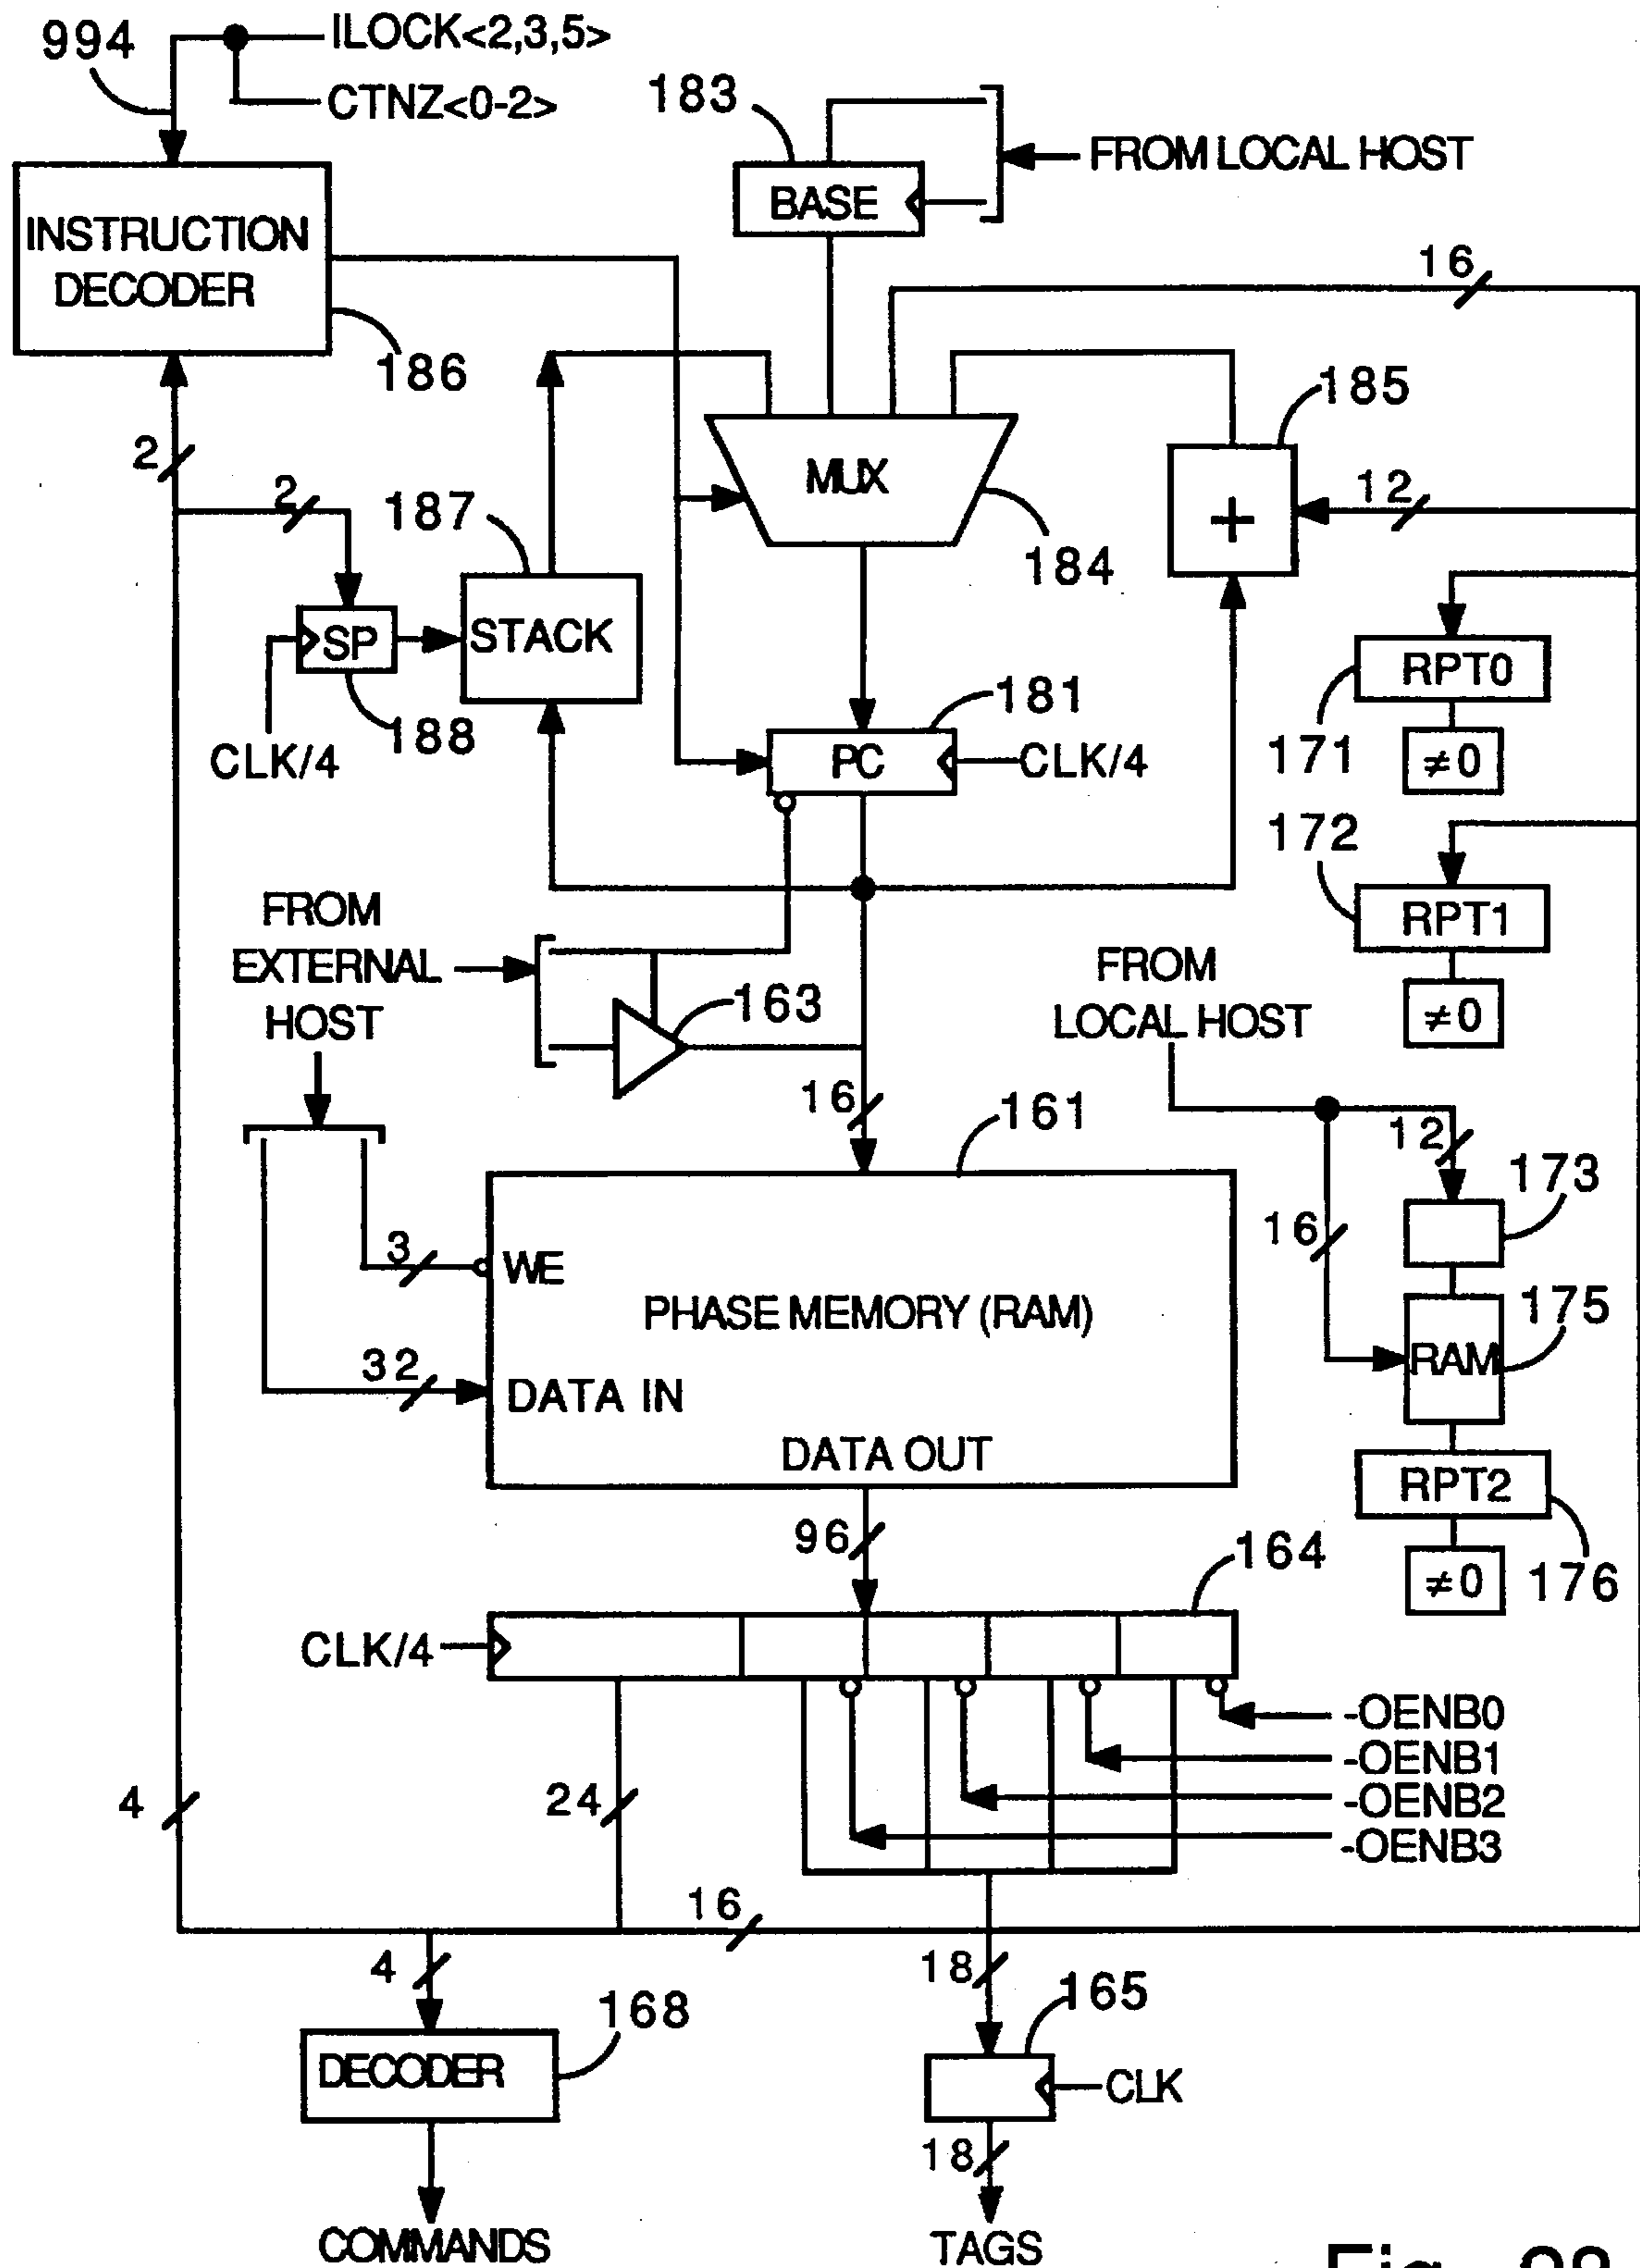 994
ILOCK<2,3,5>
CTNZ<0-2>
183
FROM LOCAL HOST
BASE
INSTRUCTION
DECODER
186
16
185
MUX
184
+
12
2
2
187
SP
STACK
188
CLK/4
181
PC
CLK/4
171
RPT0
≠0
172
RPT1
≠0
FROM
EXTERNAL
HOST
163
FROM
LOCAL HOST
16
161
12
173
16
3
WE
PHASE MEMORY (RAM)
175
RAM
32
DATA IN
DATA OUT
RPT2
176
≠0
96
164
CLK/4
-OENB0
-OENB1
-OENB2
-OENB3
4
24
16
4
18
168
165
DECODER
CLK
18
COMMANDS
TAGS